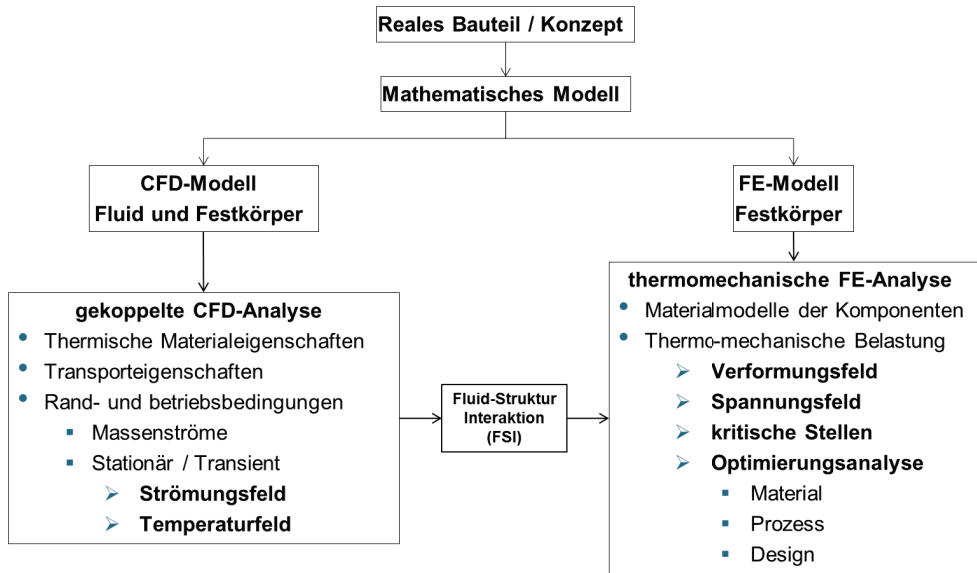 Reales Bauteil / Konzept
Mathematisches Modell
CFD-Modell
Fluid und Festkörper
FE-Modell
Festkörper
gekoppelte CFD-Analyse
• Thermische Materialeigenschaften
• Transporteigenschaften
• Rand- und betriebsbedingungen
▪ Massenströme
▪ Stationär / Transient
➢ Strömungsfeld
➢ Temperaturfeld
Fluid-Struktur
Interaktion
(FSI)
thermomechanische FE-Analyse
• Materialmodelle der Komponenten
• Thermo-mechanische Belastung
➢ Verformungsfeld
➢ Spannungsfeld
➢ kritische Stellen
➢ Optimierungsanalyse
▪ Material
▪ Prozess
▪ Design